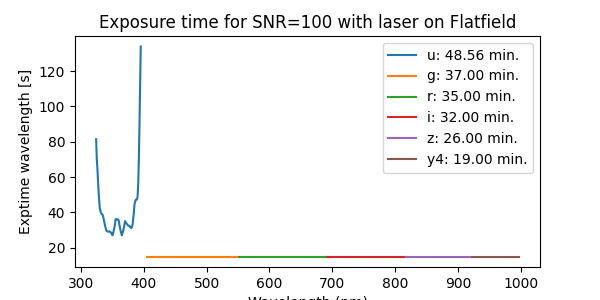 Exposure time for SNR=100 with laser on Flatfield
Exptime wavelength [s]
120
100
80
60
40
20
u: 48.56 min.
g: 37.00 min.
r: 35.00 min.
i: 32.00 min.
z: 26.00 min.
y4: 19.00 min.
300 400 500 600 700 800 900 1000
Wavelength (nm)